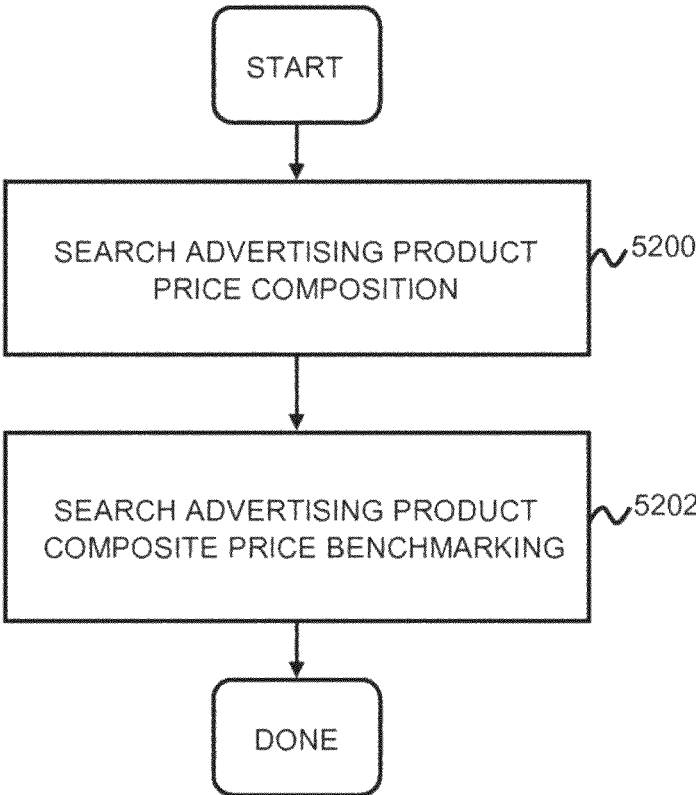 START
SEARCH ADVERTISING PRODUCT
PRICE COMPOSITION
5200
SEARCH ADVERTISING PRODUCT
COMPOSITE PRICE BENCHMARKING
5202
DONE